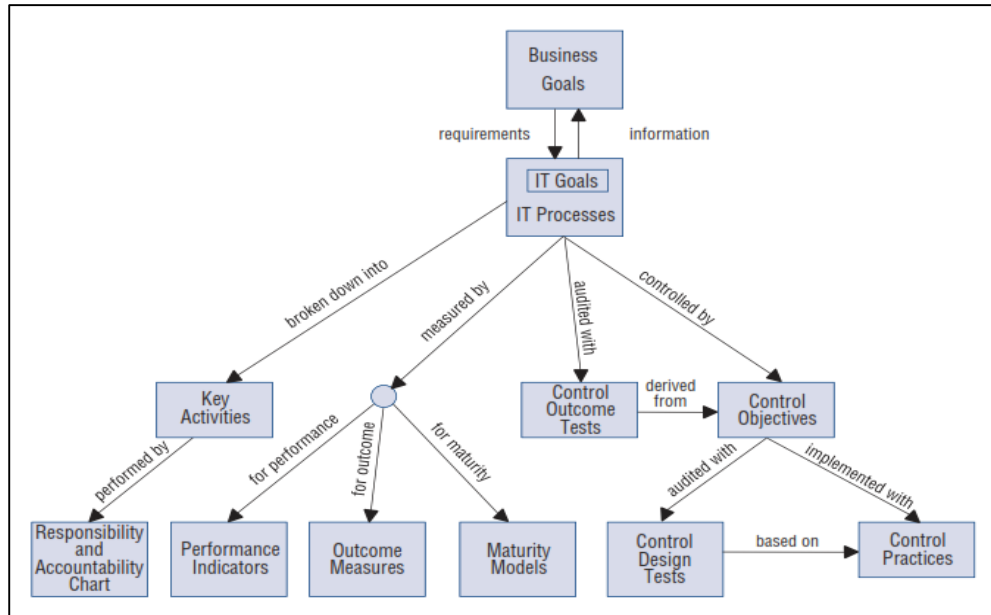 Business
Goals
requirements
information
IT Goals
IT Processes
broken down into
measured by
audited with
controlled by
Key
Activities
Control
Outcome
Tests
derived
from
Control
Objectives
performed by
for performance
for outcome
for maturity
audited with
implemented with
Responsibility
and
Accountability
Chart
Performance
Indicators
Outcome
Measures
Maturity
Models
Control
Design
Tests
based on
Control
Practices